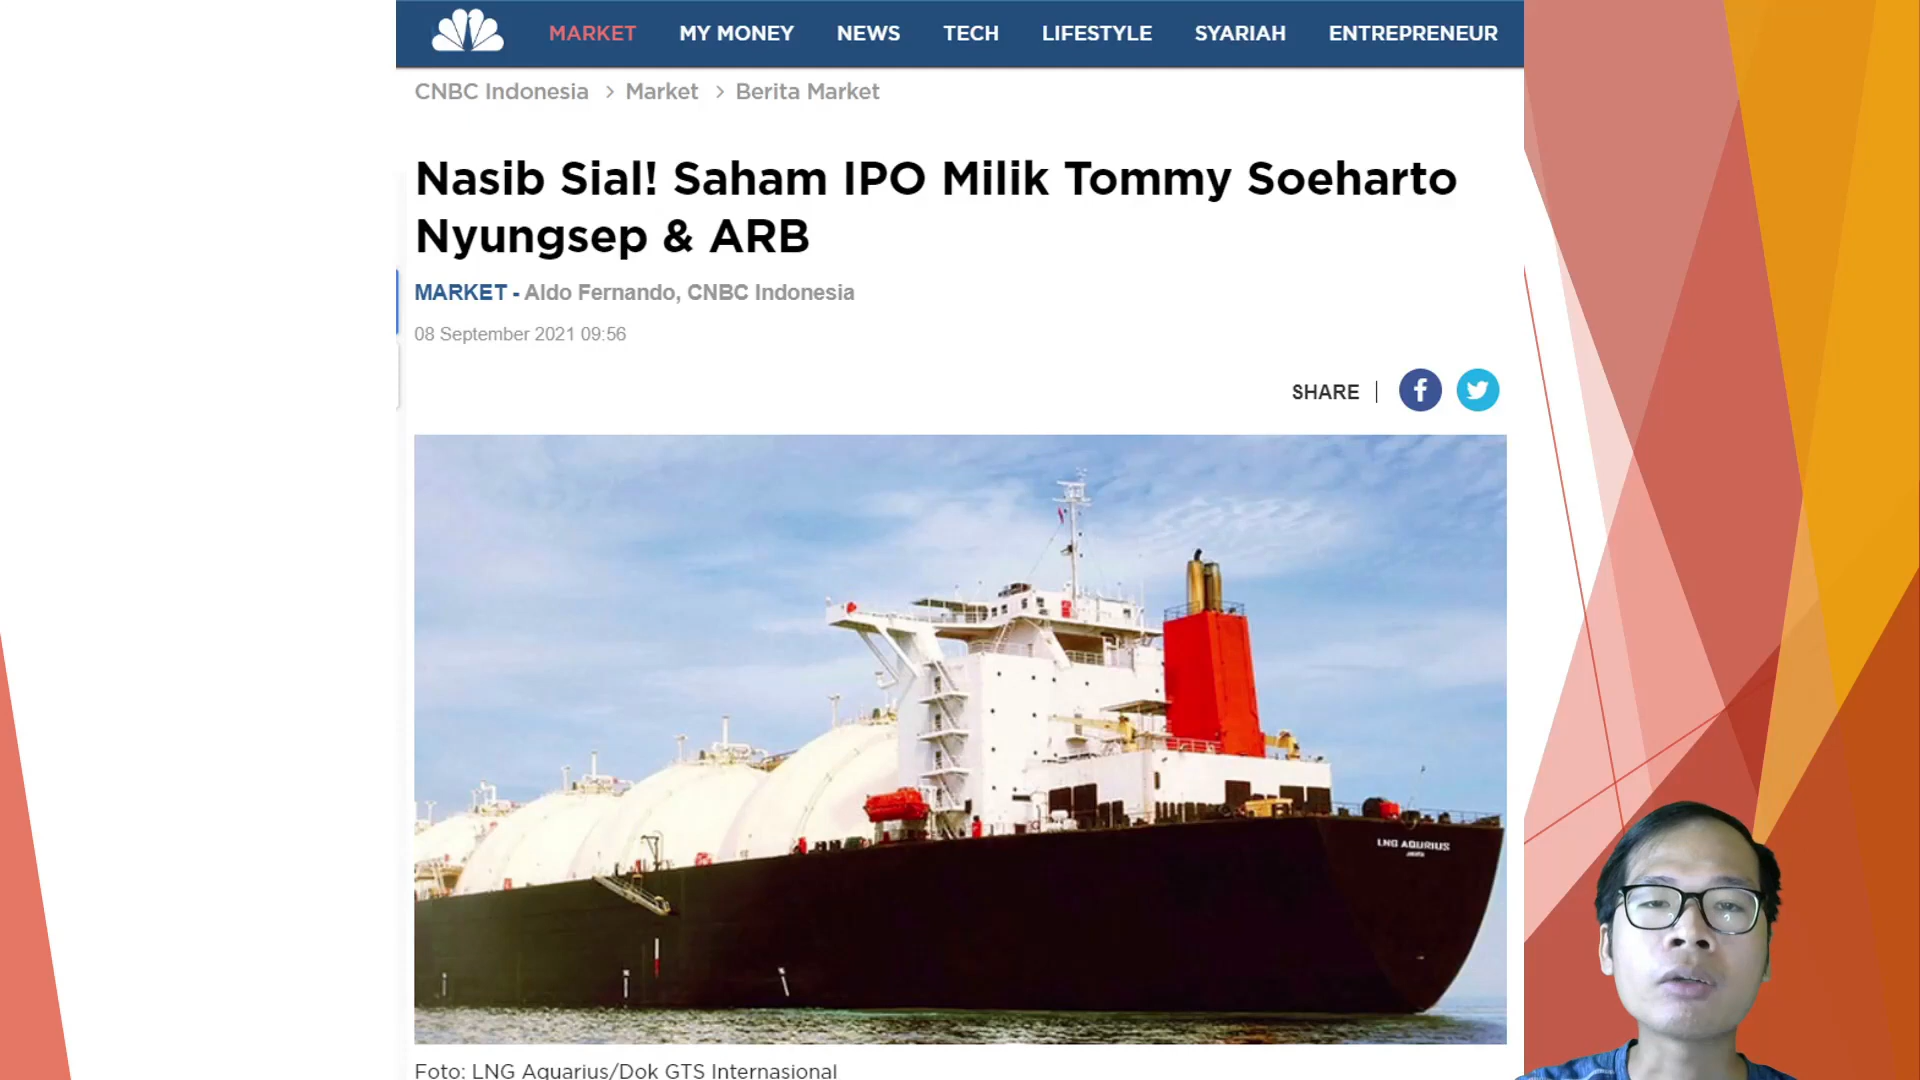 MARKET MY MONEY NEWS TECH LIFESTYLE SYARIAH ENTREPRENEUR
CNBC Indonesia > Market > Berita Market
Nasib Sial! Saham IPO Milik Tommy Soeharto
Nyungsep & ARB
MARKET - Aldo Fernando, CNBC Indonesia
08 September 2021 09:56
SHARE |
LNG AQURIUS
Foto: LNG Aquarius/Dok GTS Internasional